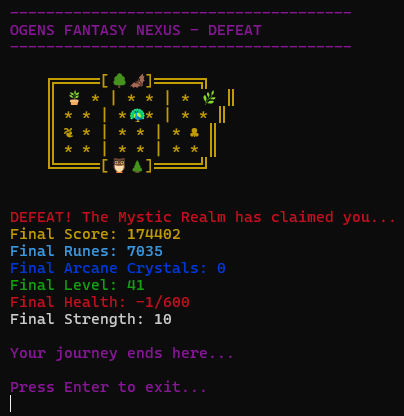 --------------------------------------
OGENS FANTASY NEXUS - DEFEAT
--------------------------------------
╔═════[🌳🦇]═════╗
║ 🪴 * | * * | * 🌿 ║
║ * * | *🦚* | * * ║
║ ⚘ * | * * | * ♣ ║
║ * * | * * | * * ║
╚═════[🦉🌲]═════╝
DEFEAT! The Mystic Realm has claimed you...
Final Score: 174402
Final Runes: 7035
Final Arcane Crystals: 0
Final Level: 41
Final Health: -1/600
Final Strength: 10
Your journey ends here...
Press Enter to exit...